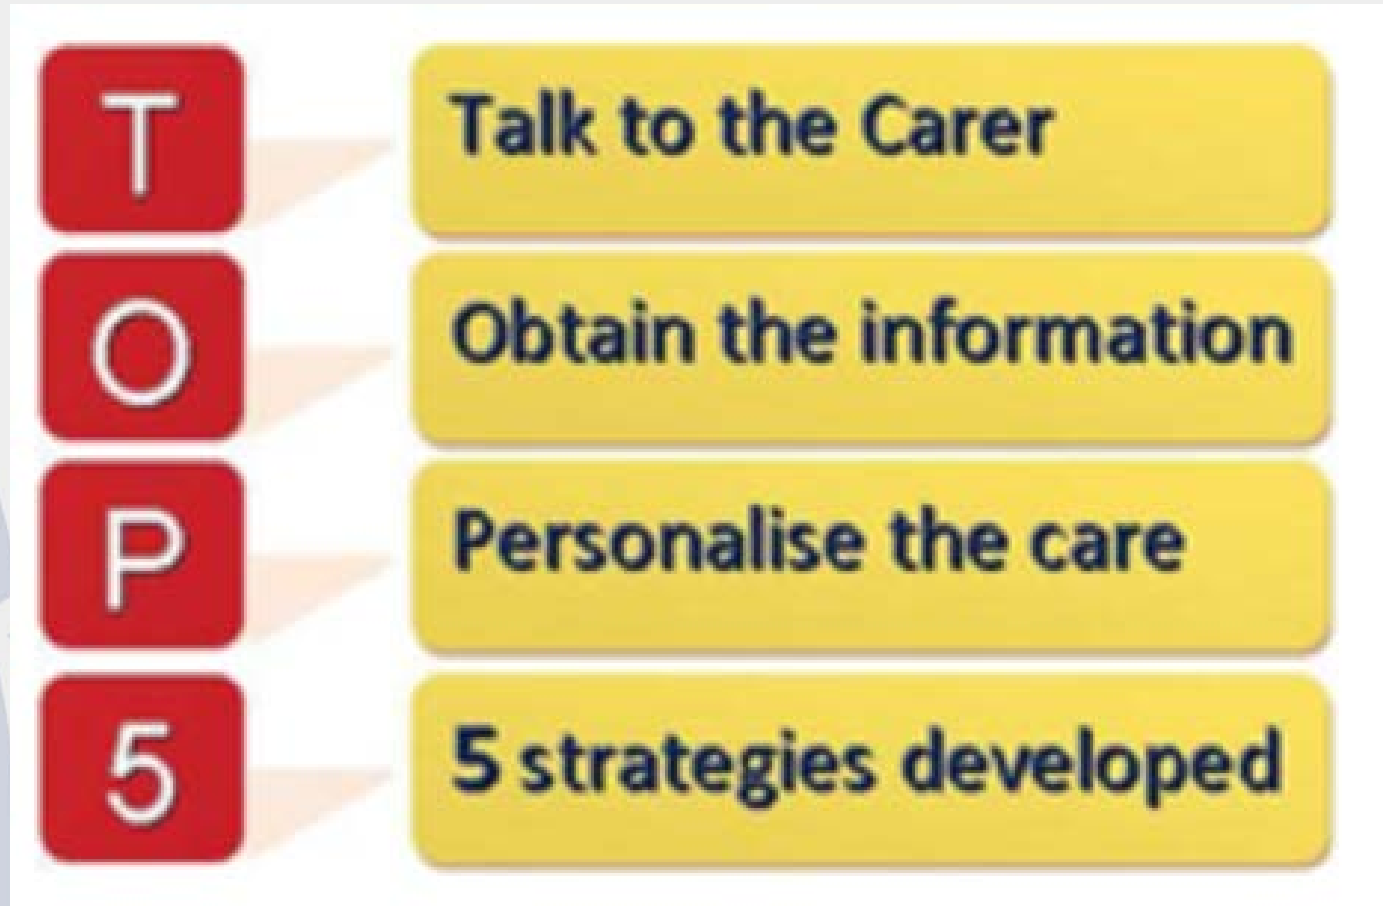 T Talk to the Carer
O Obtain the information
P Personalise the care
5 5 strategies developed